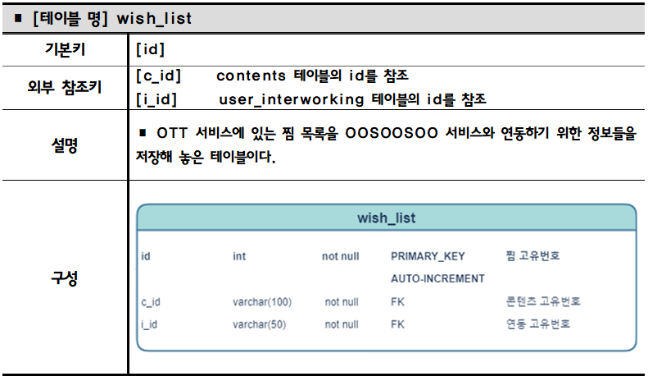 ■ [테이블 명] wish_list
기본키 [id]
외부 참조키 [c_id] contents 테이블의 id를 참조
[i_id] user_interworking 테이블의 id를 참조
설명 ■ OTT 서비스에 있는 찜 목록을 OOSOOSOO 서비스와 연동하기 위한 정보들을
저장해 놓은 테이블이다.
구성
wish_list
id int not null PRIMARY_KEY 찜 고유번호
AUTO-INCREMENT
c_id varchar(100) not null FK 콘텐츠 고유번호
i_id varchar(50) not null FK 연동 고유번호